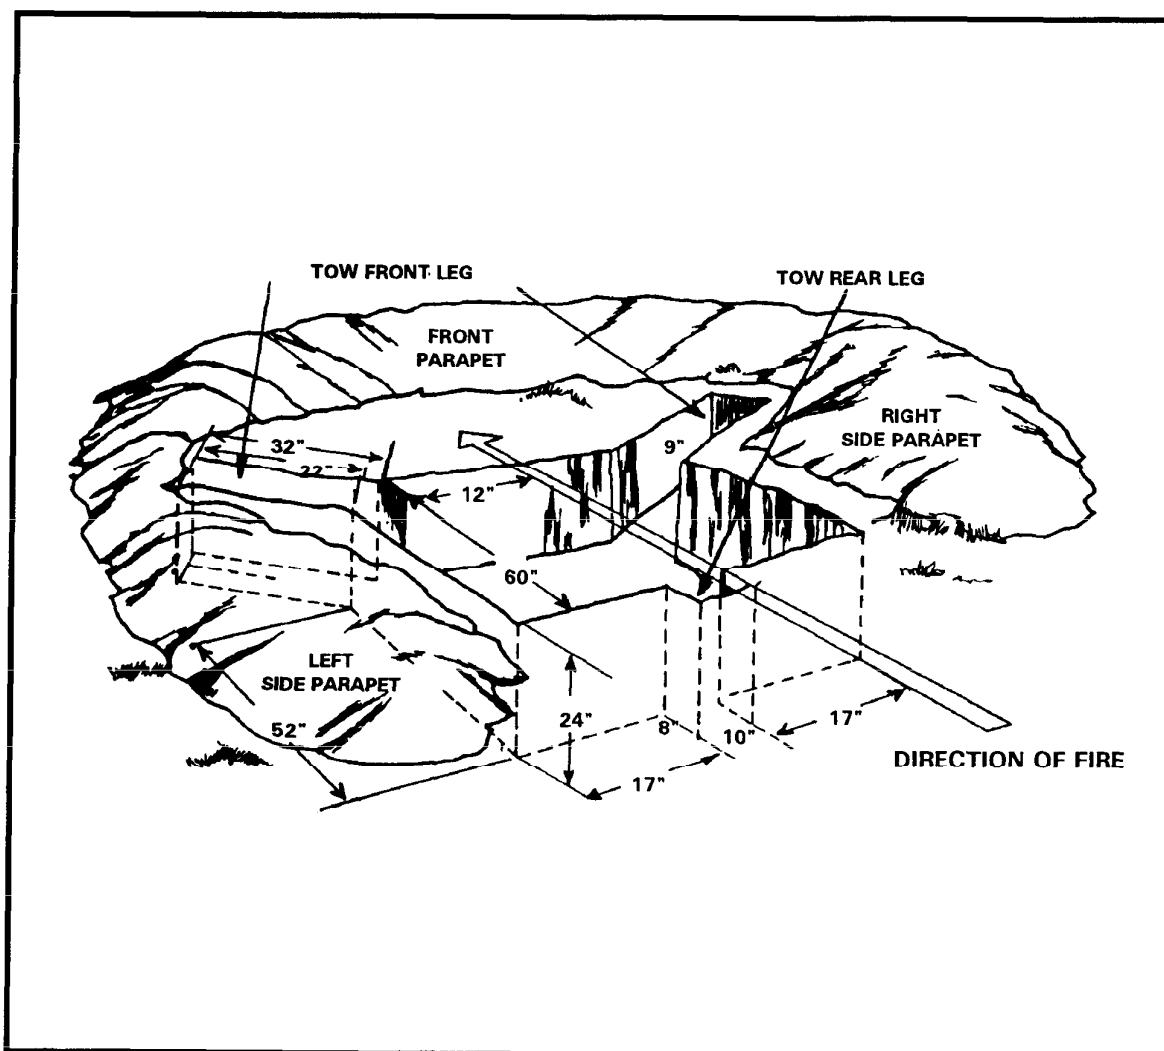 TOW FRONT LEG
TOW REAR LEG
FRONT
PARAPET
RIGHT
SIDE PARAPET
32"
22"
9"
12"
60"
LEFT
SIDE PARAPET
52"
24"
8"
10"
17"
17"
DIRECTION OF FIRE